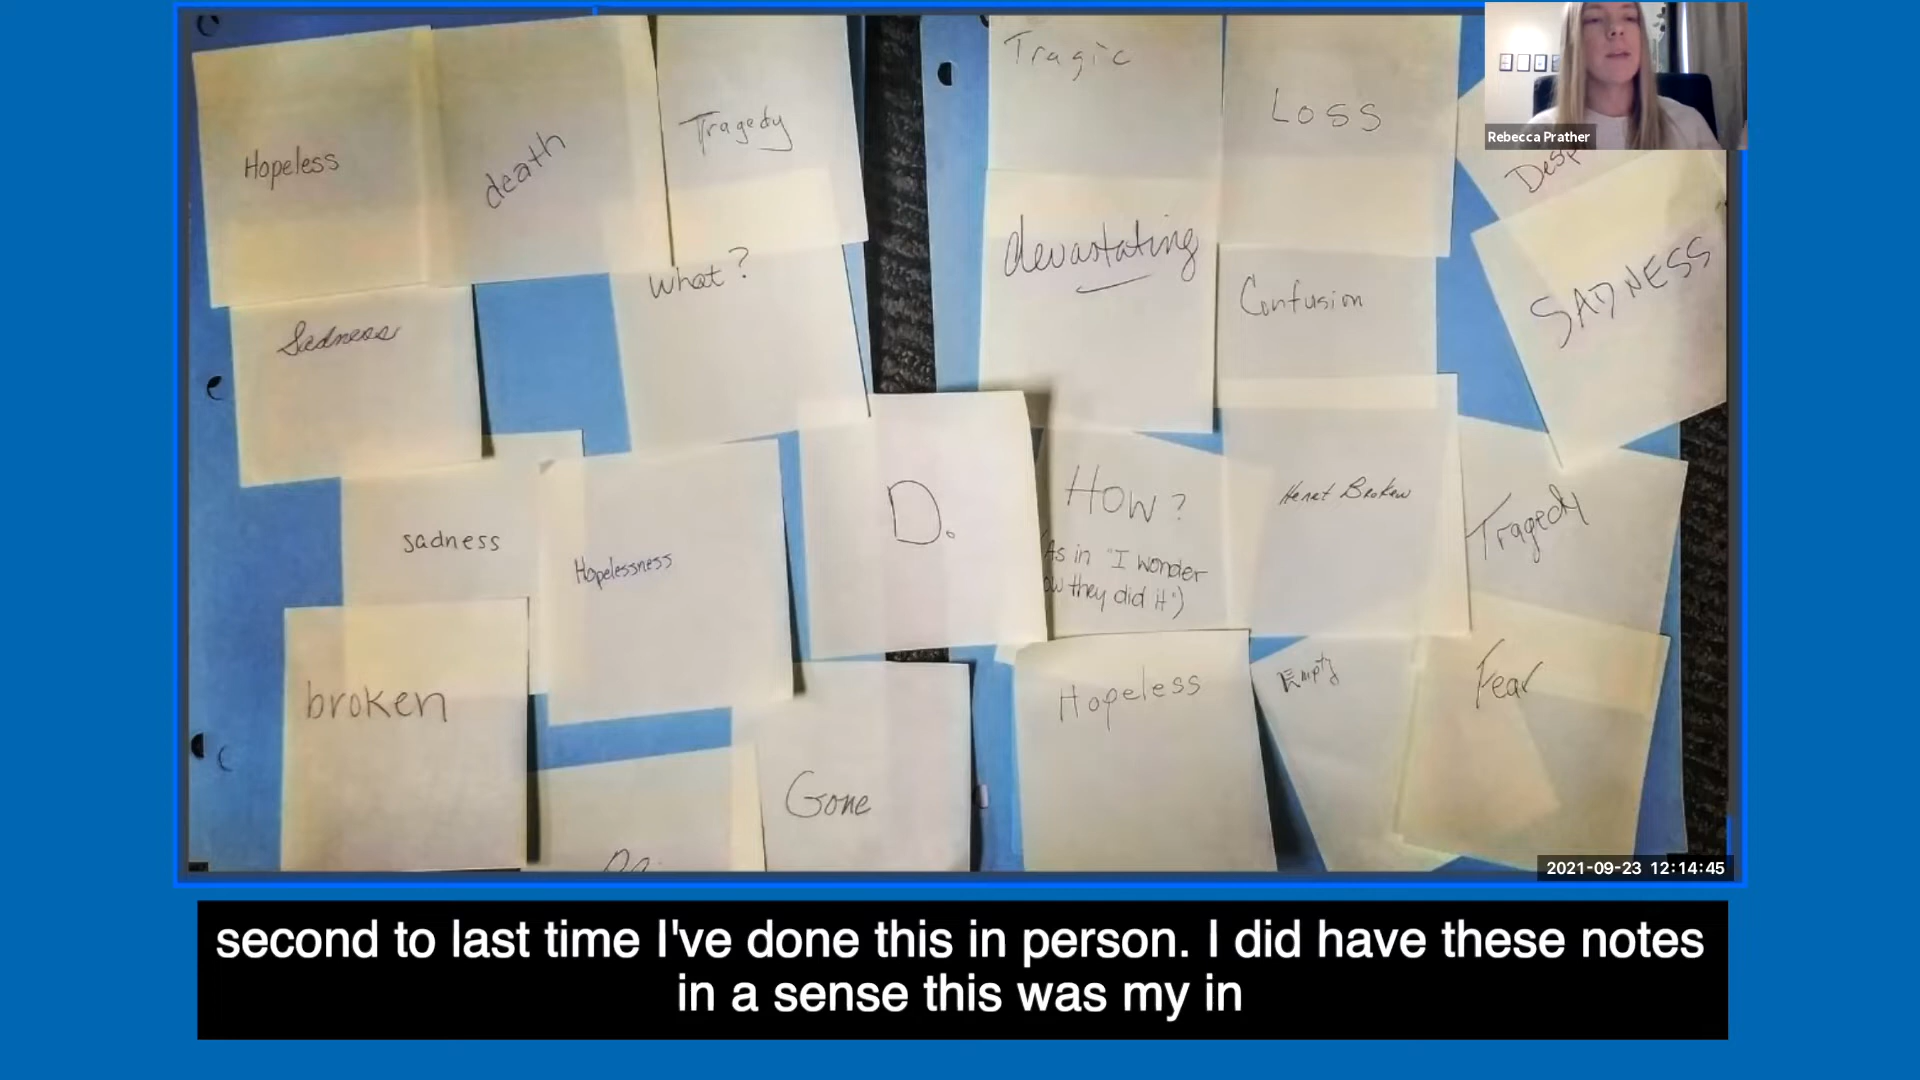 Hopeless
death
Tragedy
Tragic
Loss
Rebecca Prather
Desp
what?
devastating
Confusion
SADNESS
Sadness
sadness
Hopelessness
D.
How?
As in "I wonder
they did it")
Heart Broken
Tragedy
broken
Gone
Hopeless
Empty
Fear
2021-09-23 12:14:45
second to last time I've done this in person. I did have these notes
in a sense this was my in